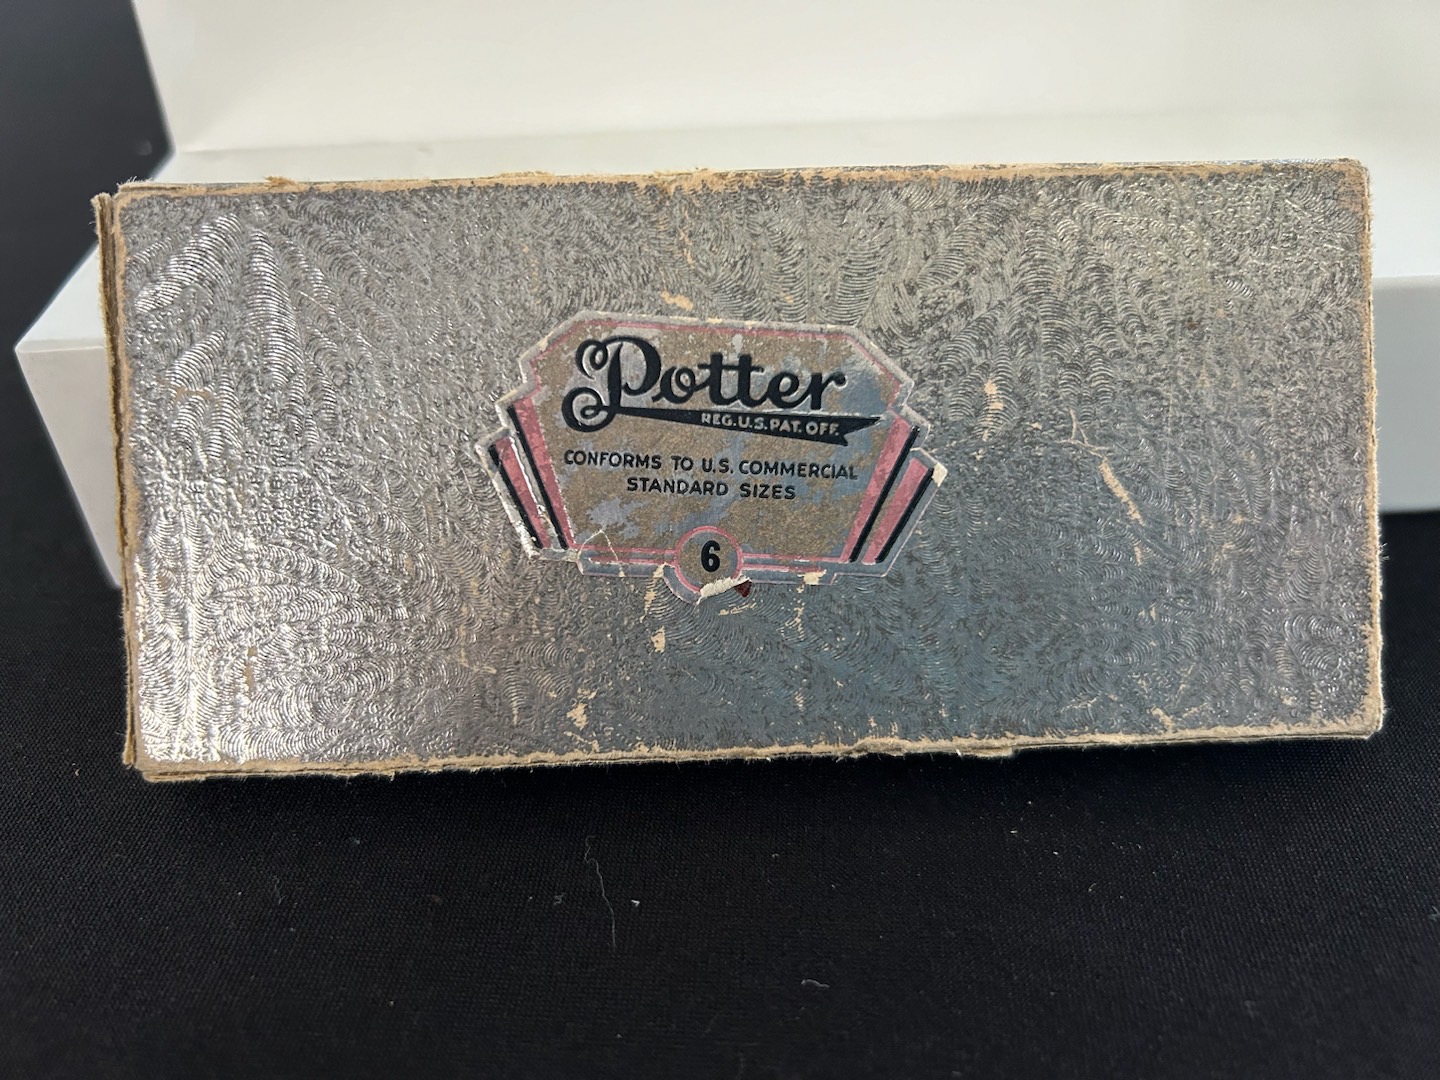 Potter
REG.U.S.PAT.OFF.
CONFORMS TO U.S. COMMERCIAL
STANDARD SIZES
6